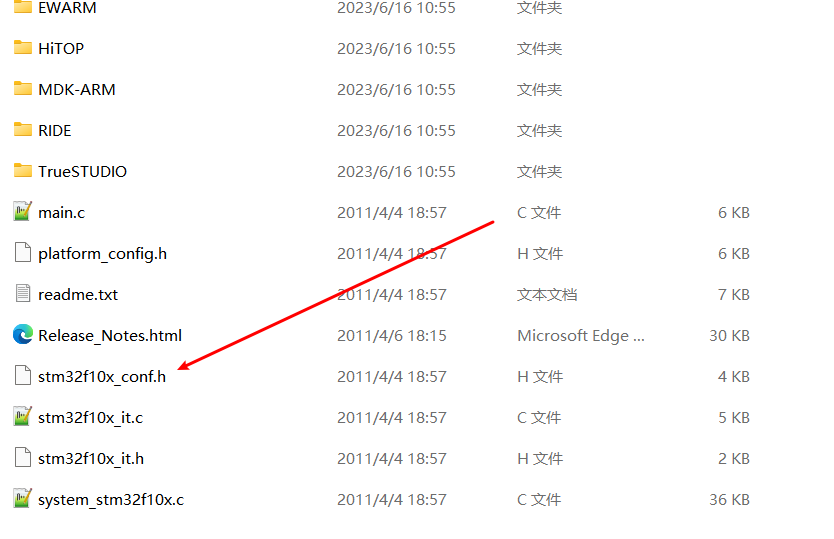 EWARM 2023/6/16 10:55 文件夹
HiTOP 2023/6/16 10:55 文件夹
MDK-ARM 2023/6/16 10:55 文件夹
RIDE 2023/6/16 10:55 文件夹
TrueSTUDIO 2023/6/16 10:55 文件夹
main.c 2011/4/4 18:57 C 文件 6 KB
platform_config.h 2011/4/4 18:57 H 文件 6 KB
readme.txt 2011/4/4 18:57 文本文档 7 KB
Release_Notes.html 2011/4/6 18:15 Microsoft Edge ... 30 KB
stm32f10x_conf.h 2011/4/4 18:57 H 文件 4 KB
stm32f10x_it.c 2011/4/4 18:57 C 文件 5 KB
stm32f10x_it.h 2011/4/4 18:57 H 文件 2 KB
system_stm32f10x.c 2011/4/4 18:57 C 文件 36 KB